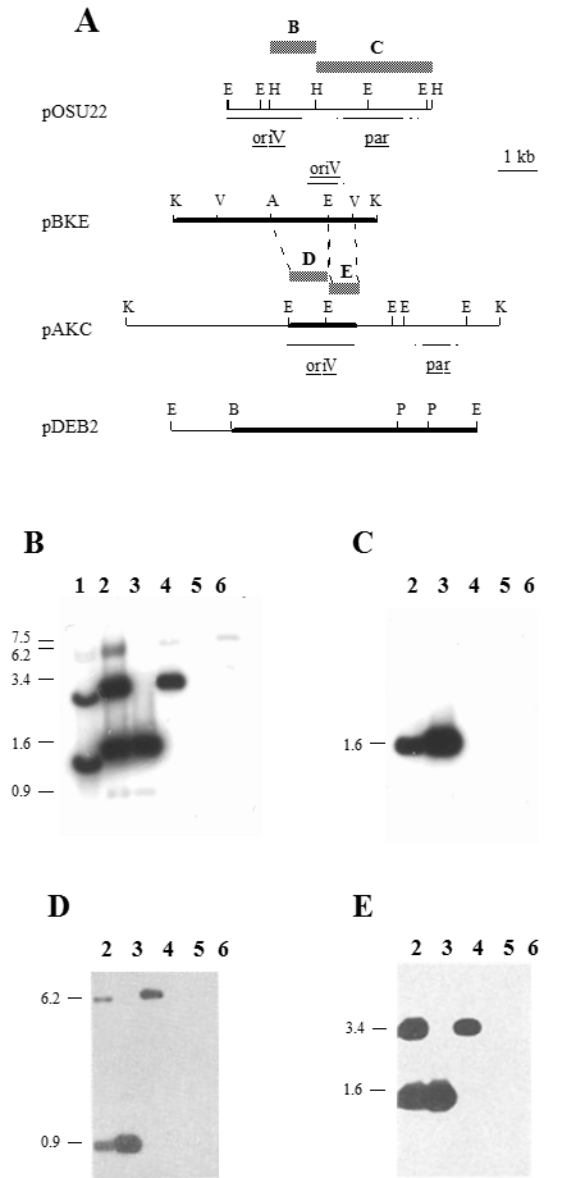 A
B
C
E E H H E E H
pOSU22
oriV par
1 kb
oriV
K V A E V K
pBKE
D E
K E E E E E K
pAKC
oriV par
E B P P E
pDEB2
B
1 2 3 4 5 6
7.5
6.2
3.4
1.6
0.9
C
2 3 4 5 6
1.6
D
2 3 4 5 6
6.2
0.9
E
2 3 4 5 6
3.4
1.6